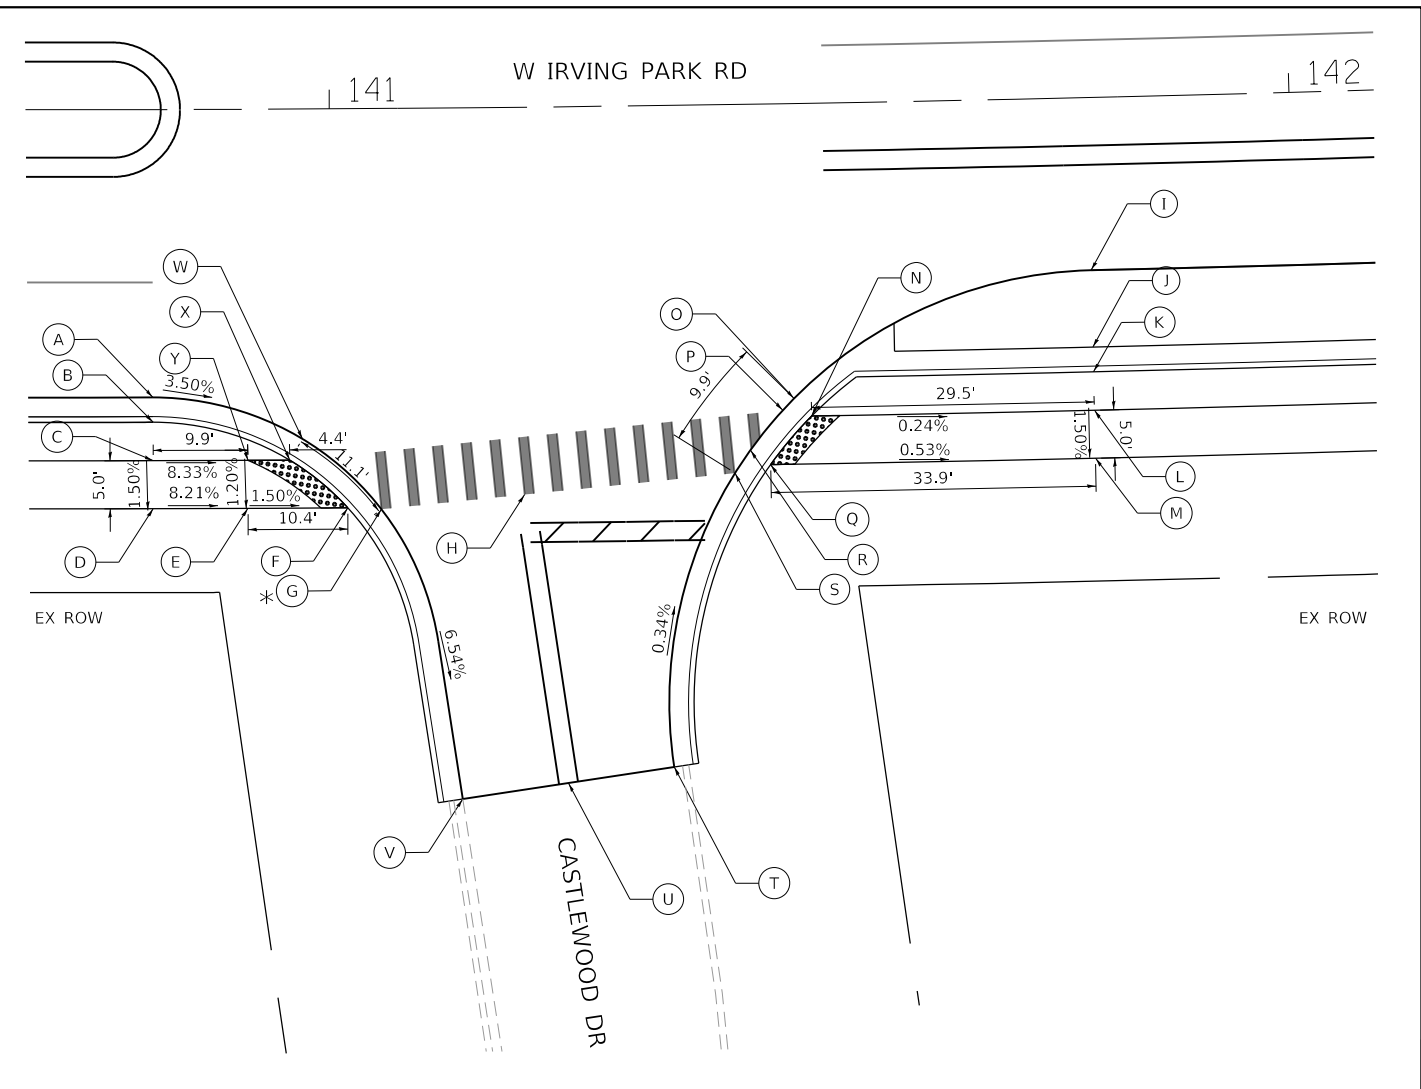 W IRVING PARK RD
141
142
I
W
N
J
X
O
K
A
Y
P
B
3.50%
9.9'
29.5'
C
9.9'
4.4'
0.24%
1.50%
5.0'
11.1'
0.53%
8.33%
5.0'
1.50%
8.21%
1.20%
1.50%
33.9'
L
M
10.4'
Q
H
D
E
F
R
* G
S
EX ROW
EX ROW
6.54%
0.34%
V
T
U
CASTLEWOOD DR